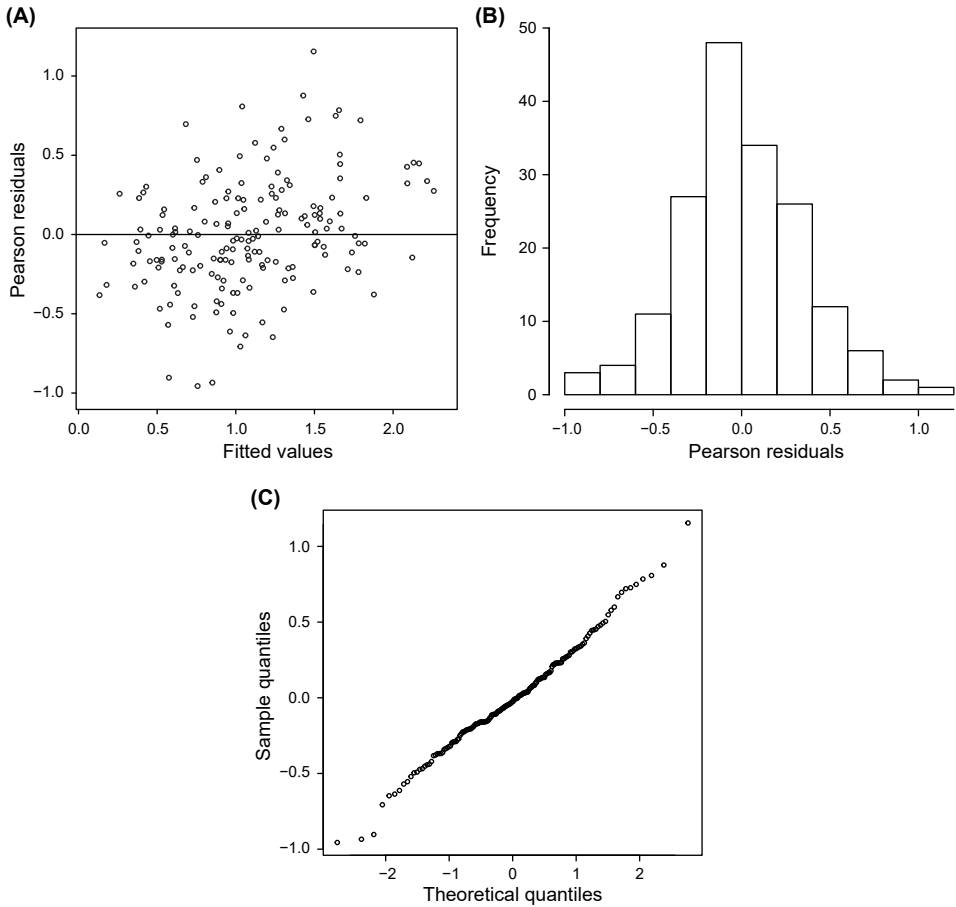 (A)
1.0
0.5
0.0
−0.5
−1.0
0.0 0.5 1.0 1.5 2.0
Fitted values
Pearson residuals
(B)
50
40
30
20
10
0
−1.0 −0.5 0.0 0.5 1.0
Pearson residuals
Frequency
(C)
1.0
0.5
0.0
−0.5
−1.0
−2 −1 0 1 2
Theoretical quantiles
Sample quantiles